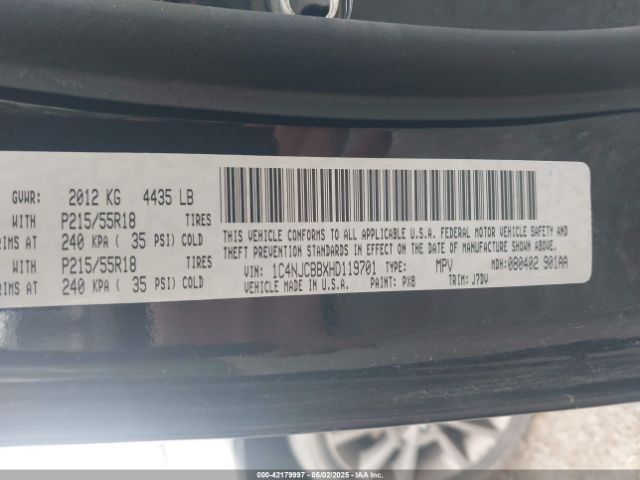 GVWR: 2012 KG 4435 LB
WITH P215/55R18 TIRES
RIMS AT 240 KPA ( 35 PSI) COLD
WITH P215/55R18 TIRES
RIMS AT 240 KPA ( 35 PSI) COLD
THIS VEHICLE CONFORMS TO ALL APPLICABLE U.S.A. FEDERAL MOTOR VEHICLE SAFETY AND
THEFT PREVENTION STANDARDS IN EFFECT ON THE DATE OF MANUFACTURE SHOWN ABOVE.
VIN: 1C4NJCBBXHD119701 TYPE: MPV MDH: 080402 901AA
VEHICLE MADE IN U.S.A. PAINT: PX8 TRIM: J7DV
000-42179997 - 05/02/2025 - IAAI.COM